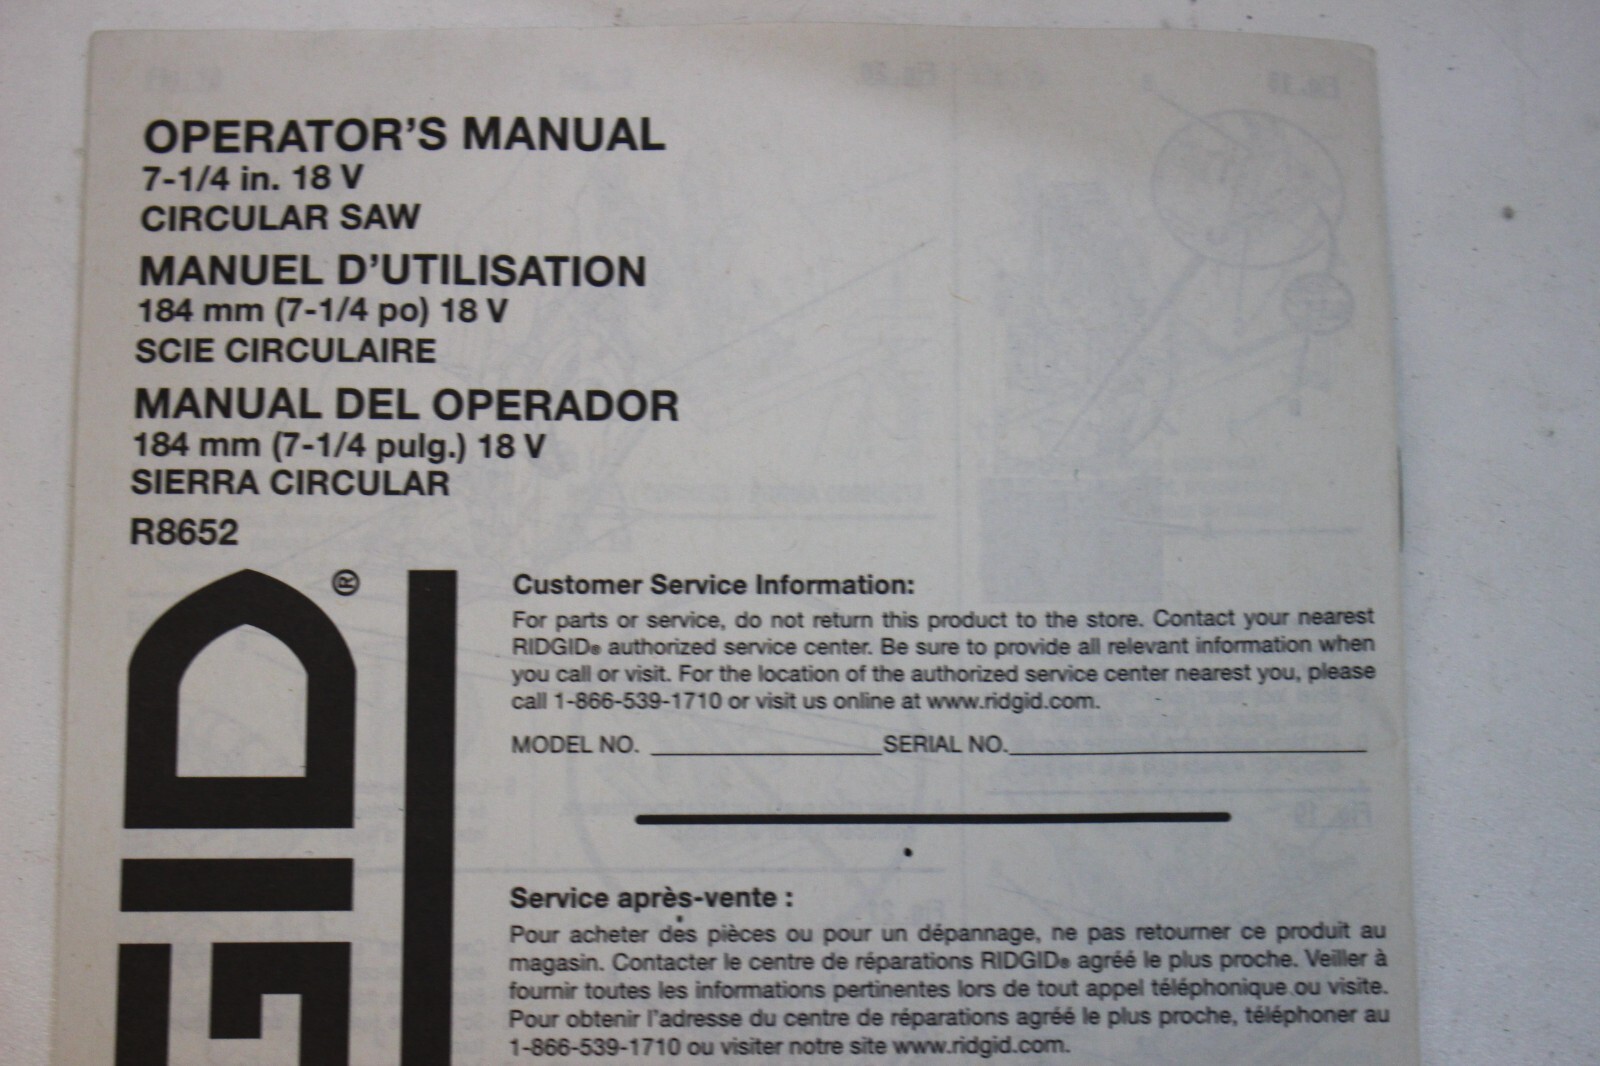 OPERATOR'S MANUAL
7-1/4 in. 18 V
CIRCULAR SAW
MANUEL D'UTILISATION
184 mm (7-1/4 po) 18 V
SCIE CIRCULAIRE
MANUAL DEL OPERADOR
184 mm (7-1/4 pulg.) 18 V
SIERRA CIRCULAR
R8652
GID®
Customer Service Information:
For parts or service, do not return this product to the store. Contact your nearest
RIDGID® authorized service center. Be sure to provide all relevant information when
you call or visit. For the location of the authorized service center nearest you, please
call 1-866-539-1710 or visit us online at www.ridgid.com.
MODEL NO. ____________________SERIAL NO.______________________________
Service après-vente :
Pour acheter des pièces ou pour un dépannage, ne pas retourner ce produit au
magasin. Contacter le centre de réparations RIDGID® agréé le plus proche. Veiller à
fournir toutes les informations pertinentes lors de tout appel téléphonique ou visite.
Pour obtenir l'adresse du centre de réparations agréé le plus proche, téléphoner au
1-866-539-1710 ou visiter notre site www.ridgid.com.